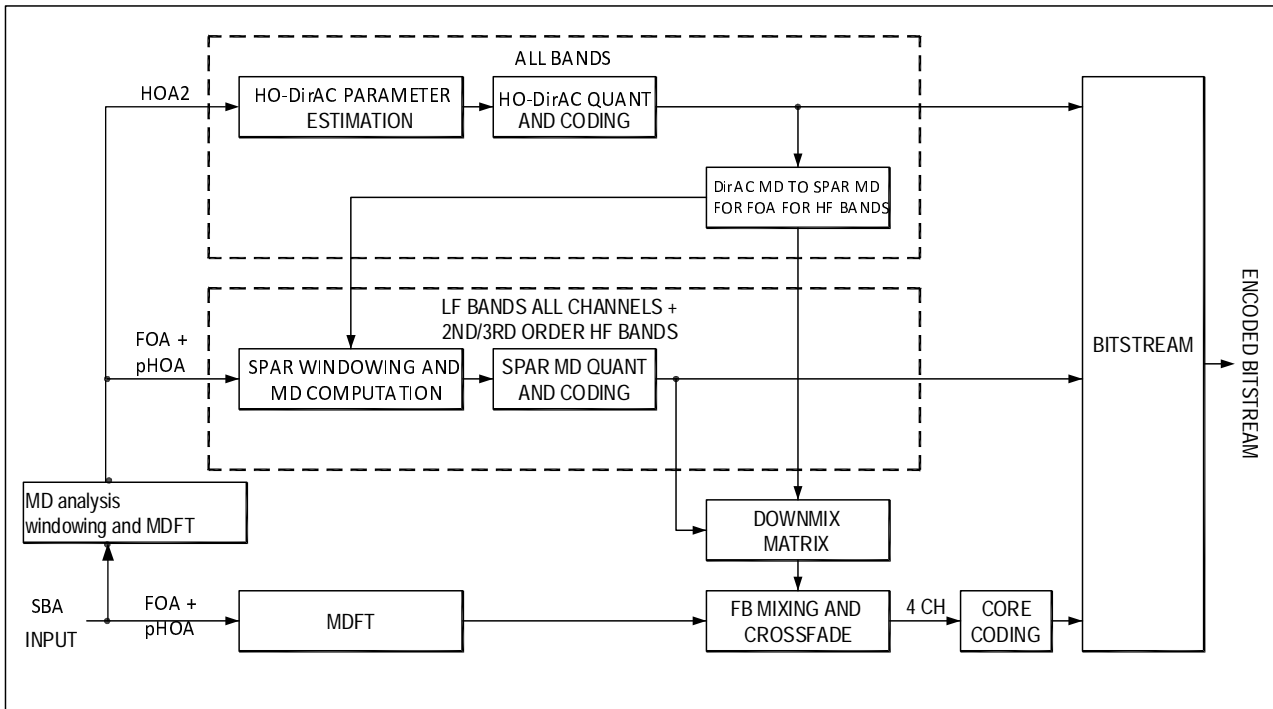 ALL BANDS
HOA2
HO-DirAC PARAMETER
ESTIMATION
HO-DirAC QUANT
AND CODING
DirAC MD TO SPAR MD
FOR FOA FOR HF BANDS
LF BANDS ALL CHANNELS +
2ND/3RD ORDER HF BANDS
FOA +
pHOA
SPAR WINDOWING AND
MD COMPUTATION
SPAR MD QUANT
AND CODING
BITSTREAM
ENCODED BITSTREAM
MD analysis
windowing and MDFT
DOWNMIX
MATRIX
SBA
INPUT
FOA +
pHOA
MDFT
FB MIXING AND
CROSSFADE
4 CH
CORE
CODING